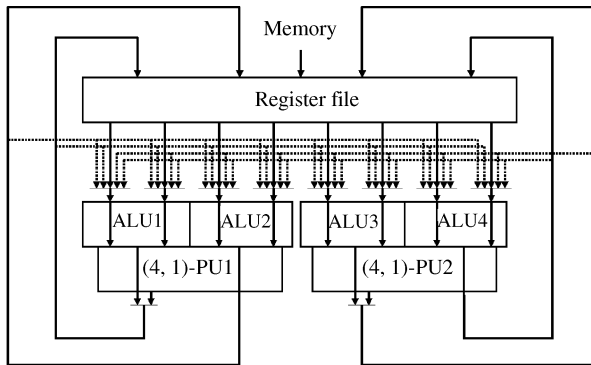 Memory
Register file
ALU1 ALU2 ALU3 ALU4
(4, 1)-PU1 (4, 1)-PU2